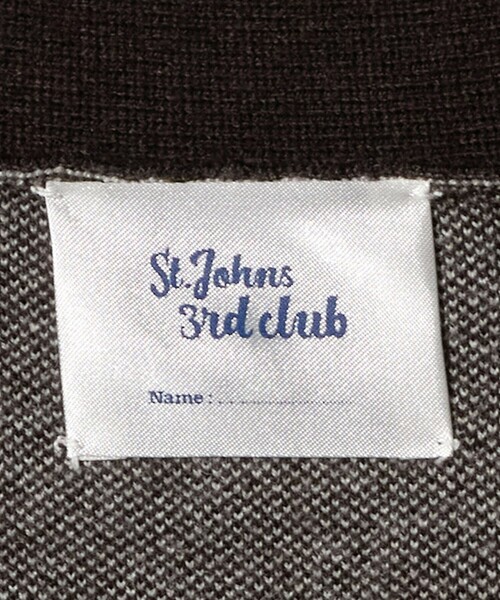 St. Johns
3rd club
Name : ........................